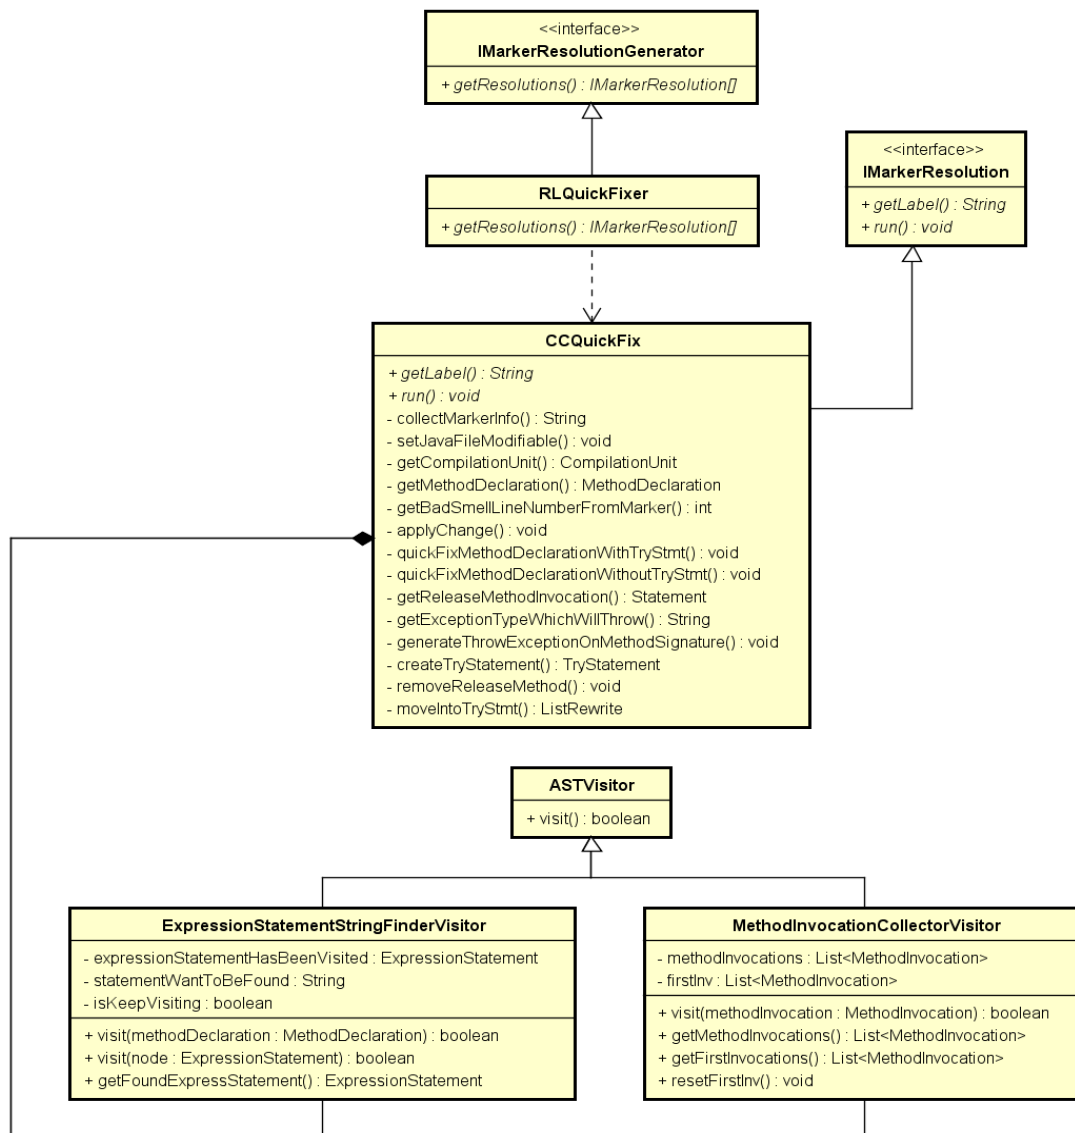 <<interface>>
IMarkerResolutionGenerator
+ getResolutions() : IMarkerResolution[]
<<interface>>
IMarkerResolution
+ getLabel() : String
+ run() : void
RLQuickFixer
+ getResolutions() : IMarkerResolution[]
CCQuickFix
+ getLabel() : String
+ run() : void
- collectMarkerInfo() : String
- setJavaFileModifiable() : void
- getCompilationUnit() : CompilationUnit
- getMethodDeclaration() : MethodDeclaration
- getBadSmellLineNumberFromMarker() : int
- applyChange() : void
- quickFixMethodDeclarationWithTryStmt() : void
- quickFixMethodDeclarationWithoutTryStmt() : void
- getReleaseMethodInvocation() : Statement
- getExceptionTypeWhichWillThrow() : String
- generateThrowExceptionOnMethodSignature() : void
- createTryStatement() : TryStatement
- removeReleaseMethod() : void
- moveIntoTryStmt() : ListRewrite
ASTVisitor
+ visit() : boolean
ExpressionStatementStringFinderVisitor
- expressionStatementHasBeenVisited : ExpressionStatement
- statementWantToBeFound : String
- isKeepVisiting : boolean
+ visit(methodDeclaration : MethodDeclaration) : boolean
+ visit(node : ExpressionStatement) : boolean
+ getFoundExpressStatement() : ExpressionStatement
MethodInvocationCollectorVisitor
- methodInvocations : List<MethodInvocation>
- firstInv : List<MethodInvocation>
+ visit(methodInvocation : MethodInvocation) : boolean
+ getMethodInvocations() : List<MethodInvocation>
+ getFirstInvocations() : List<MethodInvocation>
+ resetFirstInv() : void